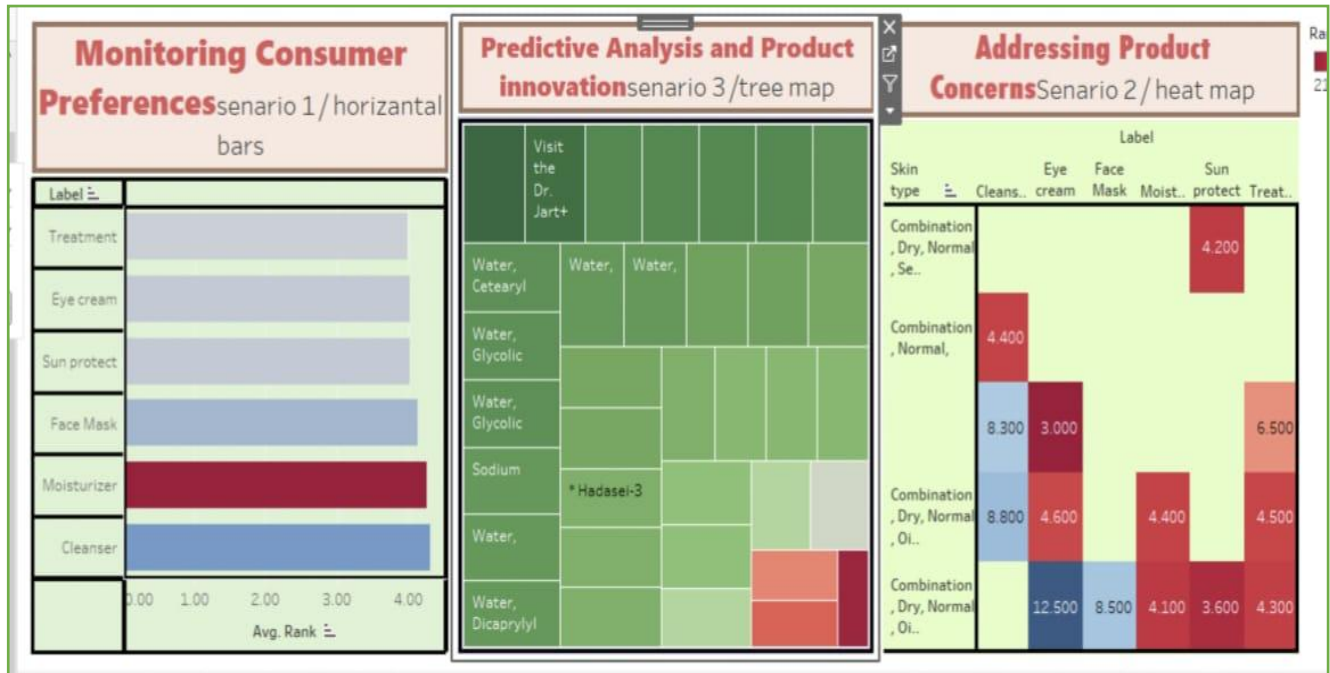 Monitoring Consumer
Preferencessenario 1/horizantal
bars
Label
Treatment
Eye cream
Sun protect
Face Mask
Moisturizer
Cleanser
0.00 1.00 2.00 3.00 4.00
Avg. Rank
Predictive Analysis and Product
innovationsenario 3/tree map
Visit
the
Dr.
Jart+
Water,
Cetearyl
Water,
Water,
Water,
Glycolic
Water,
Glycolic
Sodium
* Hadasei-3
Water,
Water,
Dicaprylyl
Addressing Product
ConcernsSenario 2/heat map
Label
Skin
type
Cleans..
Eye
cream
Face
Mask
Moist..
Sun
protect
Treat..
Combination
, Dry, Normal
, Se..
4.200
Combination
, Normal,
4.400
8.300 3.000 6.500
Combination
, Dry, Normal
, Oi..
8.800 4.600 4.400 4.500
Combination
, Dry, Normal
, Oi..
12.500 8.500 4.100 3.600 4.300
Ra
21